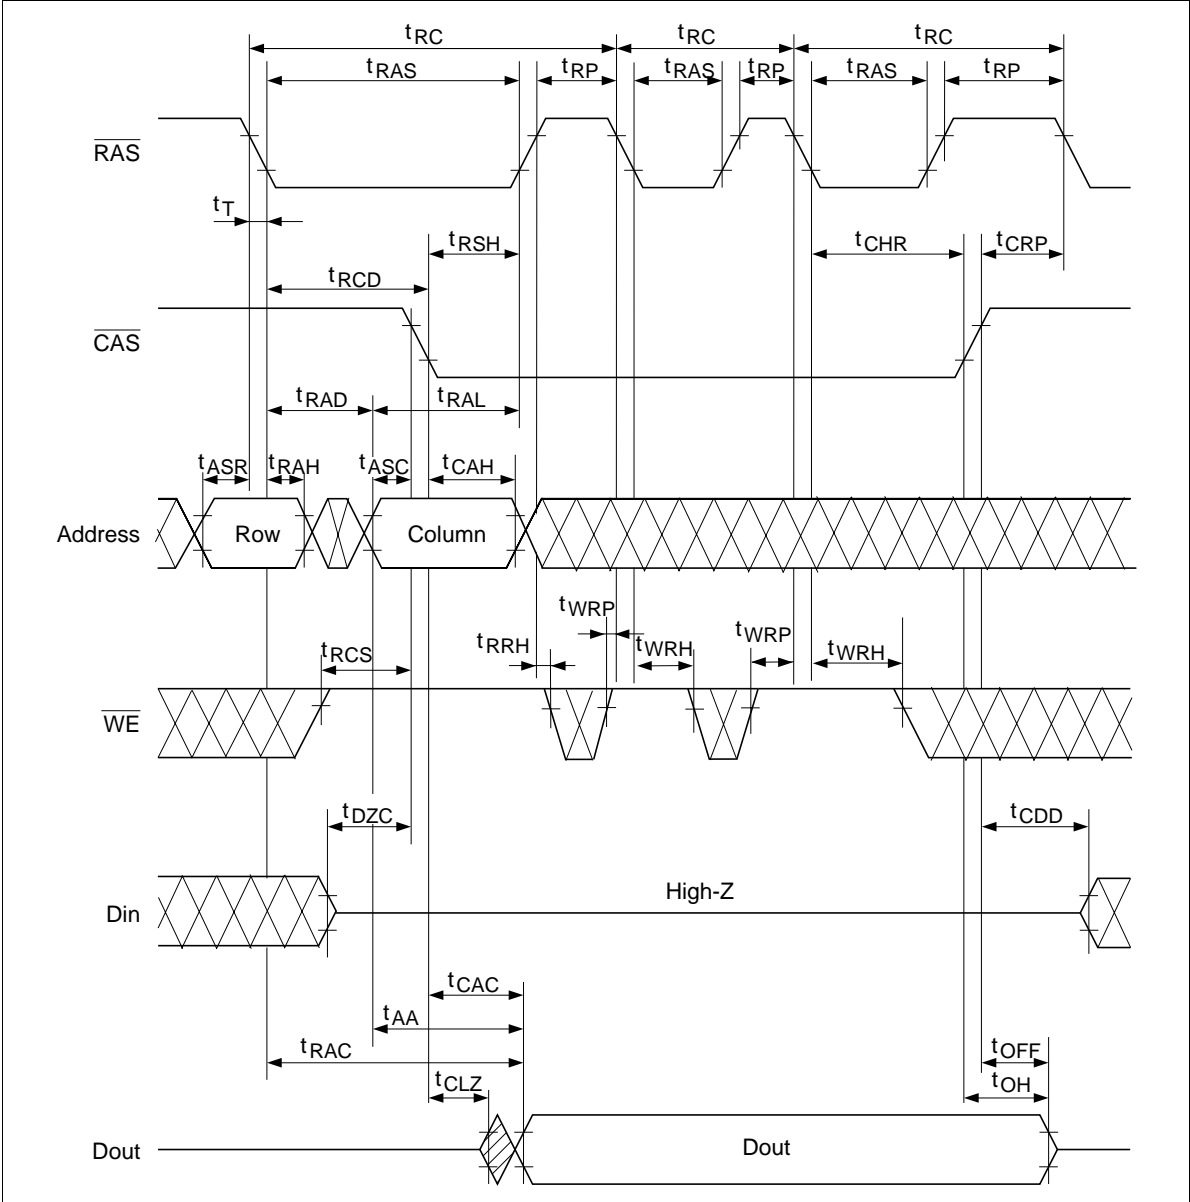 tRC tRC tRC
tRAS tRP tRAS tRP tRAS tRP
RAS
tT
tRSH tCHR tCRP
tRCD
CAS
tRAD tRAL
tASR tRAH tASC tCAH
Address Row Column
tWRP
tRRH tWRH tWRP tWRH
tRCS
WE
tDZC tCDD
High-Z
Din
tCAC
tAA
tRAC tOFF
tCLZ tOH
Dout Dout